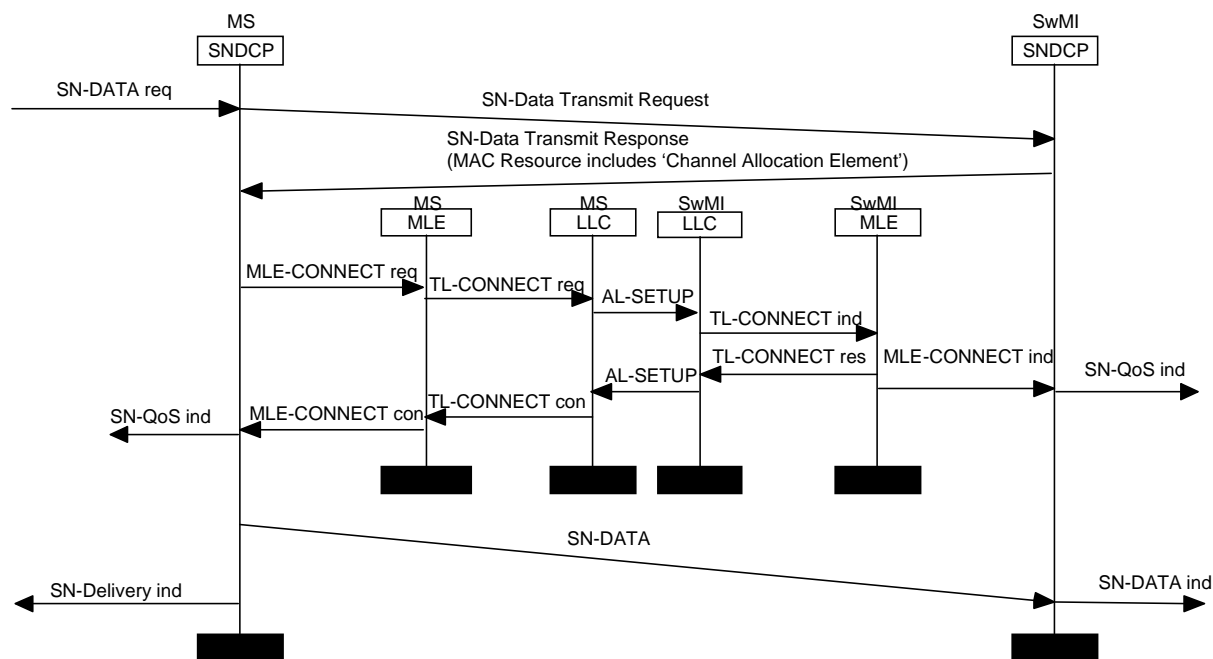 MS
SwMI
SNDCP
SNDCP
SN-DATA req
SN-Data Transmit Request
SN-Data Transmit Response
(MAC Resource includes ‘Channel Allocation Element’)
MS
MS
SwMI
SwMI
MLE
LLC
LLC
MLE
MLE-CONNECT req
TL-CONNECT req
AL-SETUP
TL-CONNECT ind
TL-CONNECT res
MLE-CONNECT ind
AL-SETUP
SN-QoS ind
TL-CONNECT con
MLE-CONNECT con
SN-QoS ind
SN-DATA
SN-Delivery ind
SN-DATA ind